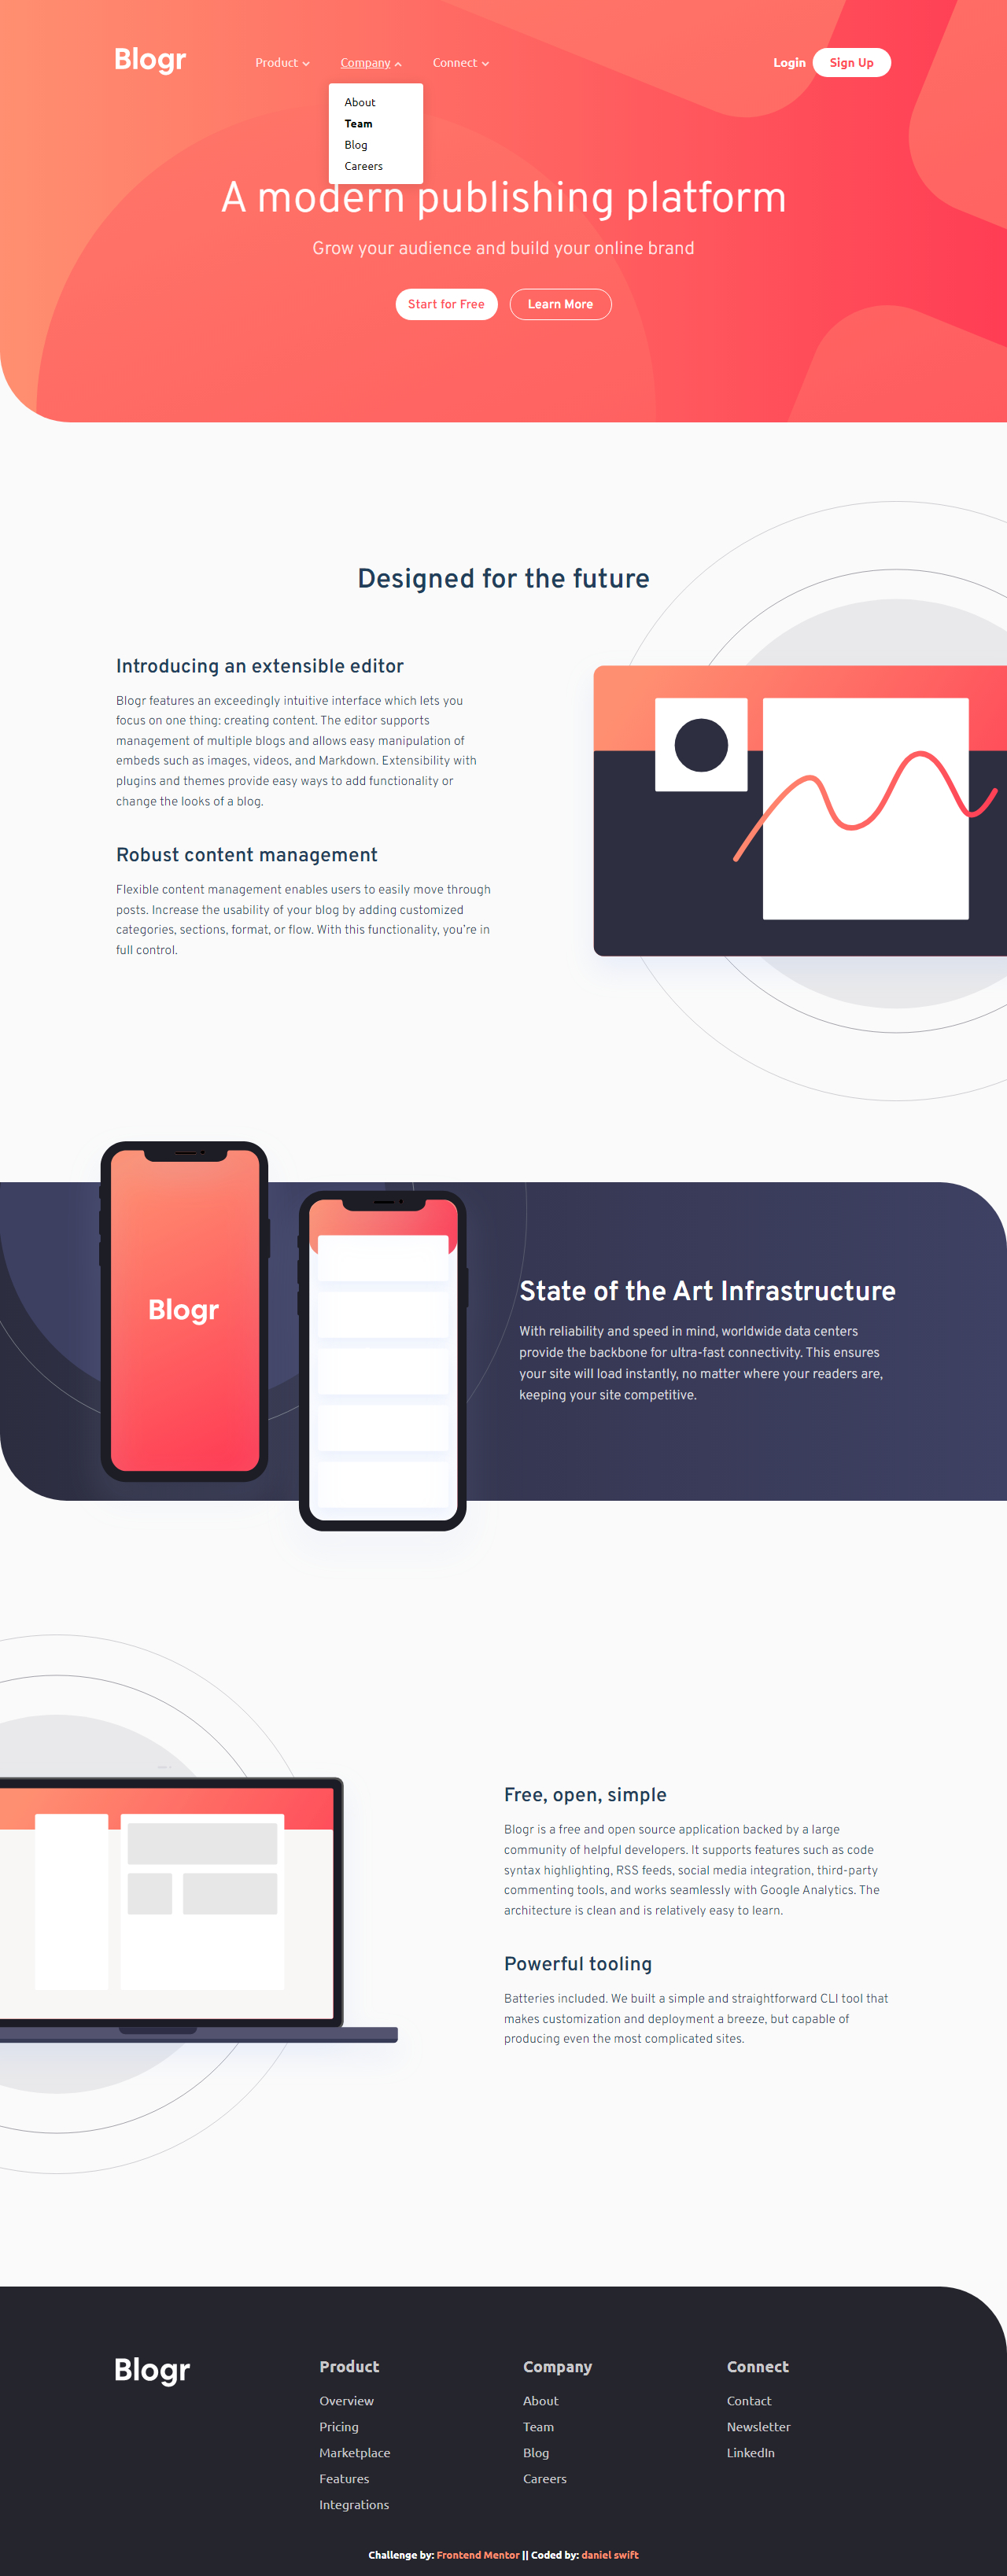 Blogr
Product
Company
Connect
Login
Sign Up
About
Team
Blog
Careers
A modern publishing platform
Grow your audience and build your online brand
Start for Free
Learn More
Designed for the future
Introducing an extensible editor
Blogr features an exceedingly intuitive interface which lets you
focus on one thing: creating content. The editor supports
management of multiple blogs and allows easy manipulation of
embeds such as images, videos, and Markdown. Extensibility with
plugins and themes provide easy ways to add functionality or
change the looks of a blog.
Robust content management
Flexible content management enables users to easily move through
posts. Increase the usability of your blog by adding customized
categories, sections, format, or flow. With this functionality, you're in
full control.
Blogr
State of the Art Infrastructure
With reliability and speed in mind, worldwide data centers
provide the backbone for ultra-fast connectivity. This ensures
your site will load instantly, no matter where your readers are,
keeping your site competitive.
Free, open, simple
Blogr is a free and open source application backed by a large
community of helpful developers. It supports features such as code
syntax highlighting, RSS feeds, social media integration, third-party
commenting tools, and works seamlessly with Google Analytics. The
architecture is clean and is relatively easy to learn.
Powerful tooling
Batteries included. We built a simple and straightforward CLI tool that
makes customization and deployment a breeze, but capable of
producing even the most complicated sites.
Blogr
Product
Overview
Pricing
Marketplace
Features
Integrations
Company
About
Team
Blog
Careers
Connect
Contact
Newsletter
LinkedIn
Challenge by: Frontend Mentor || Coded by: daniel swift